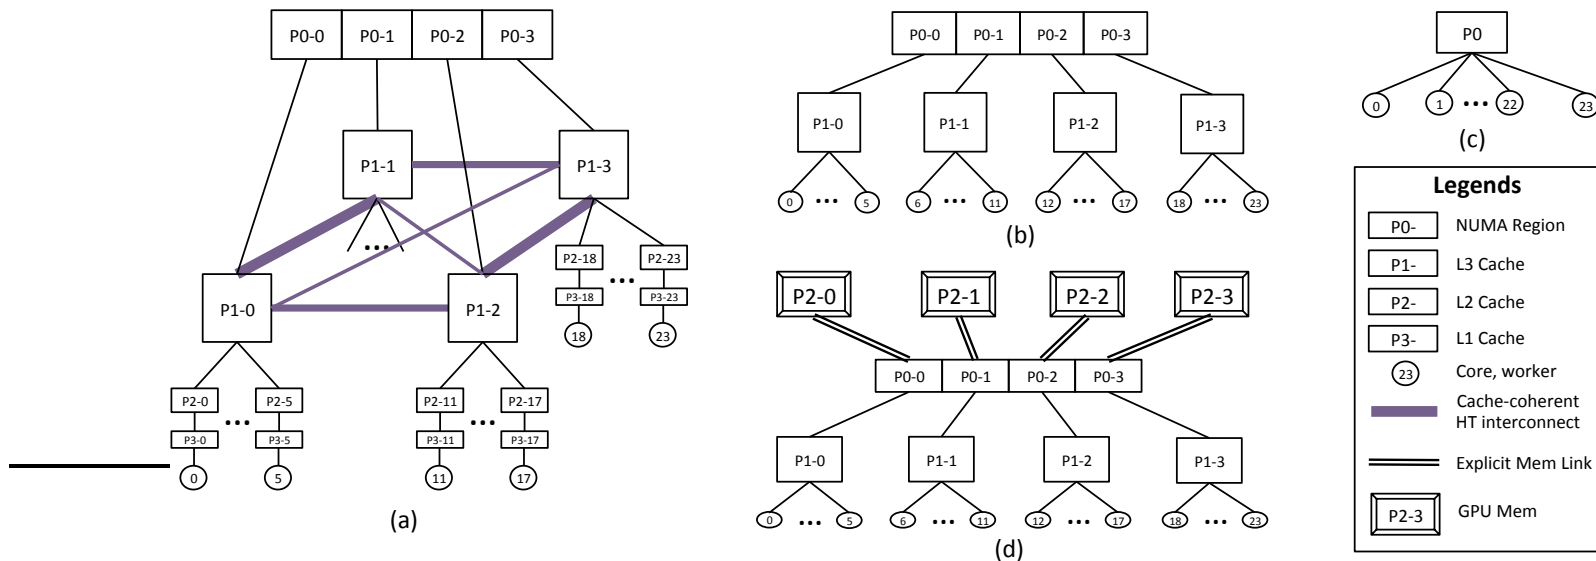 P0-0 P0-1 P0-2 P0-3
P1-1 P1-3
...
P2-18 ... P2-23
P3-18 P3-23
P1-0 P1-2
18 23
P2-0 ... P2-5 P2-11 ... P2-17
P3-0 P3-5 P3-11 P3-17
0 5 11 17
(a)
P0-0 P0-1 P0-2 P0-3
P1-0 P1-1 P1-2 P1-3
0 ... 5 6 ... 11 12 ... 17 18 ... 23
(b)
P2-0 P2-1 P2-2 P2-3
P0-0 P0-1 P0-2 P0-3
P1-0 P1-1 P1-2 P1-3
0 ... 5 6 ... 11 12 ... 17 18 ... 23
(d)
P0
0 1 ... 22 23
(c)
Legends
P0- NUMA Region
P1- L3 Cache
P2- L2 Cache
P3- L1 Cache
23 Core, worker
Cache-coherent
HT interconnect
Explicit Mem Link
P2-3 GPU Mem